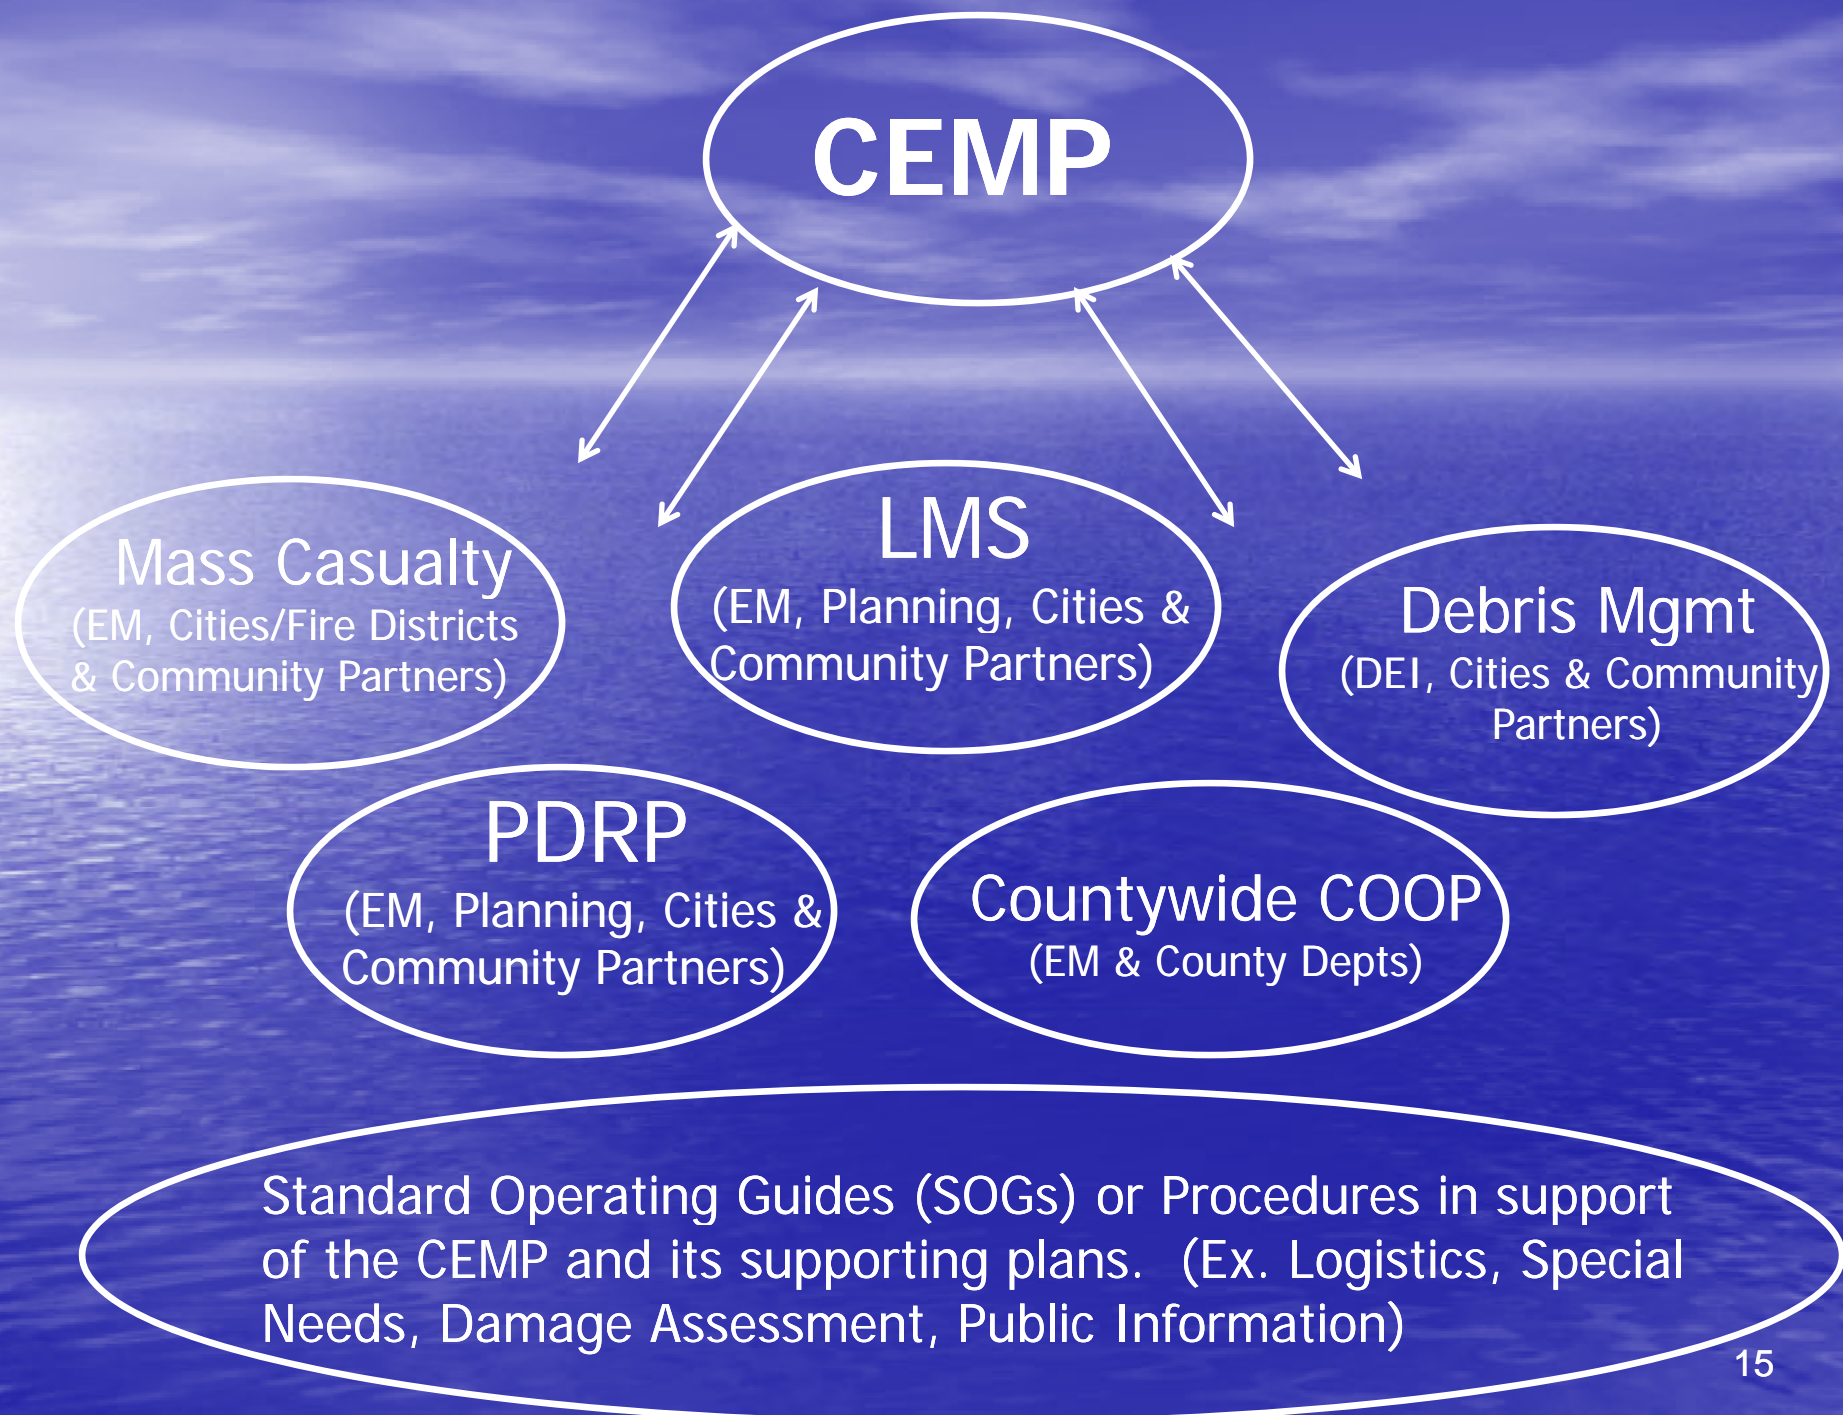 CEMP
Mass Casualty
(EM, Cities/Fire Districts
& Community Partners)
LMS
(EM, Planning, Cities &
Community Partners)
Debris Mgmt
(DEI, Cities & Community
Partners)
PDRP
(EM, Planning, Cities &
Community Partners)
Countywide COOP
(EM & County Depts)
Standard Operating Guides (SOGs) or Procedures in support
of the CEMP and its supporting plans.  (Ex. Logistics, Special
Needs, Damage Assessment, Public Information)
15